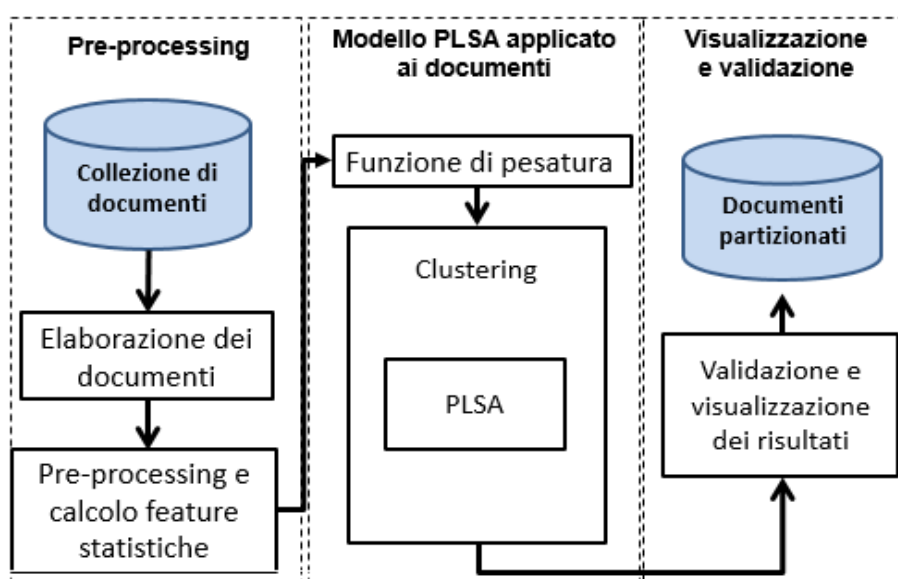 Pre-processing
Collezione di
documenti
Elaborazione dei
documenti
Pre-processing e
calcolo feature
statistiche
Modello PLSA applicato
ai documenti
Funzione di pesatura
Clustering
PLSA
Visualizzazione
e validazione
Documenti
partizionati
Validazione e
visualizzazione
dei risultati